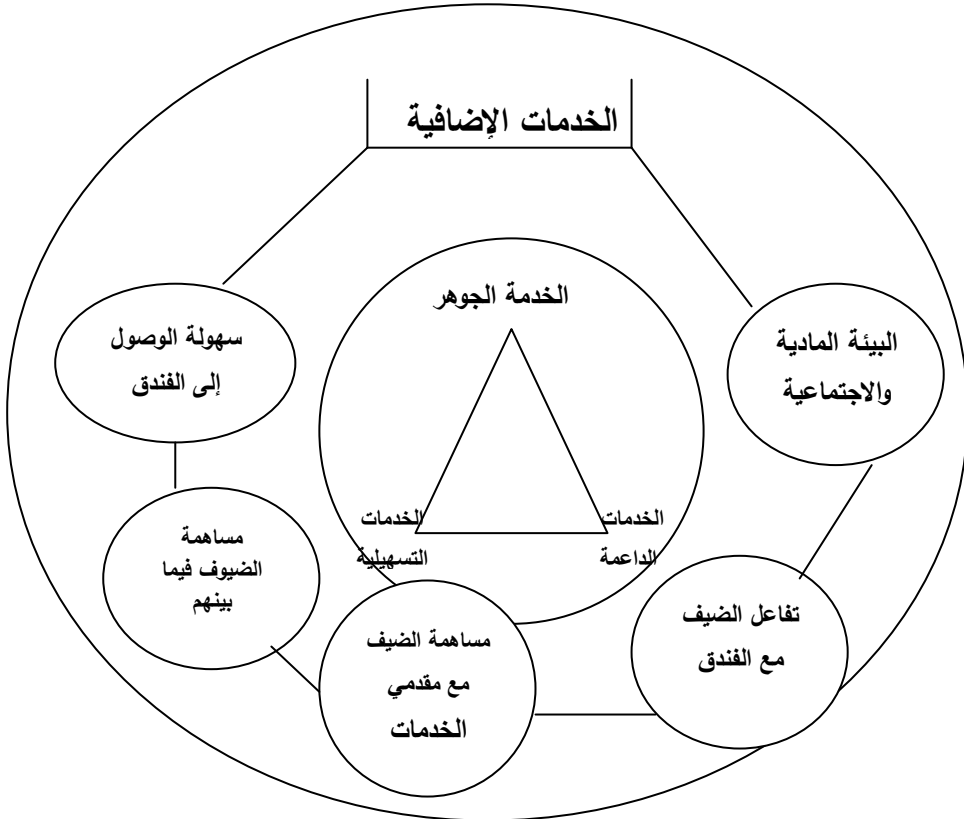 الخدمات الإضافية
الخدمة الجوهر
البيئة المادية
والاجتماعية
سهولة الوصول
إلى الفندق
الخدمات
الداعمة
الخدمات
التسهيلية
تفاعل الضيف
مع الفندق
مساهمة الضيف
مع مقدمي
الخدمات
مساهمة
الضيوف فيما
بينهم